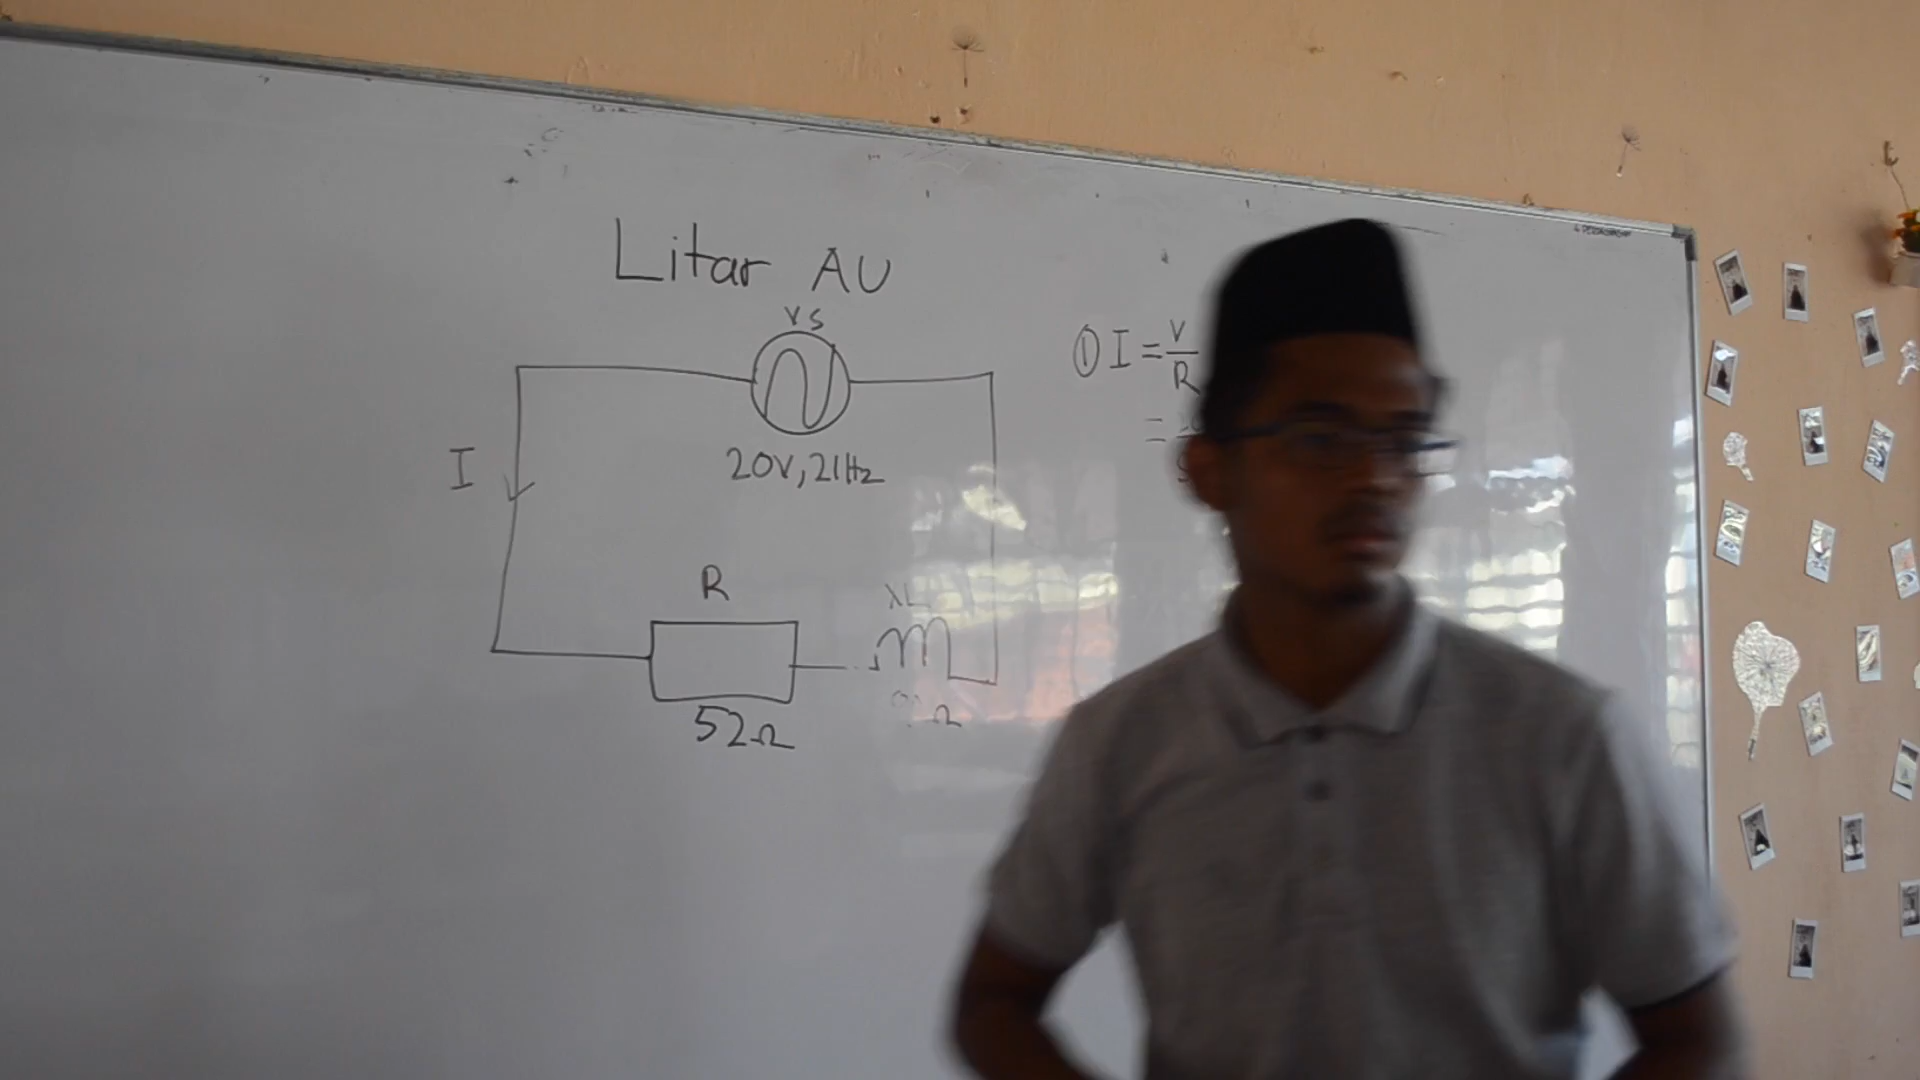 Litar AU
Vs
20V, 21Hz
I
R
XL
52Ω
Ω
① I = V/R
=